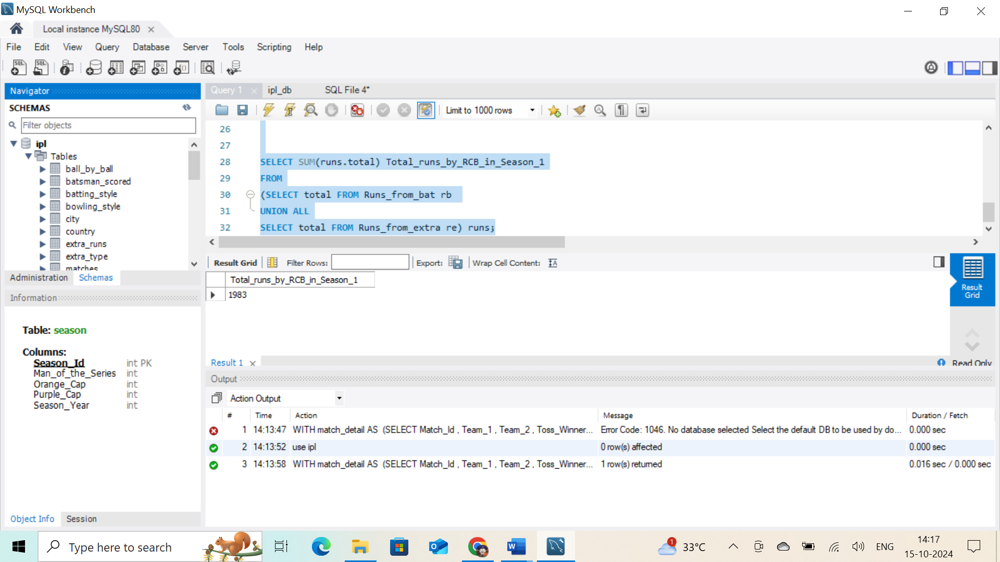 MySQL Workbench
Local instance MySQL80
File Edit View Query Database Server Tools Scripting Help
Navigator
SCHEMAS
Filter objects
ipl
Tables
ball_by_ball
batsman_scored
batting_style
bowling_style
city
country
extra_runs
extra_type
matches
Administration Schemas
Information
Table: season
Columns:
Season_Id int PK
Man_of_the_Series int
Orange_Cap int
Purple_Cap int
Season_Year int
Object Info Session
Query 1 ipl_db SQL File 4*
Limit to 1000 rows
26
27
28 SELECT SUM(runs.total) Total_runs_by_RCB_in_Season_1
29 FROM
30 (SELECT total FROM Runs_from_bat rb
31 UNION ALL
32 SELECT total FROM Runs_from_extra re) runs;
Result Grid Filter Rows: Export: Wrap Cell Content:
Total_runs_by_RCB_in_Season_1
1983
Result Grid
Result 1
Read Only
Output
Action Output
# Time Action Message Duration / Fetch
1 14:13:47 WITH match_detail AS (SELECT Match_Id , Team_1 , Team_2 , Toss_Winner... Error Code: 1046. No database selected Select the default DB to be used by do... 0.000 sec
2 14:13:52 use ipl 0 row(s) affected 0.000 sec
3 14:13:58 WITH match_detail AS (SELECT Match_Id , Team_1 , Team_2 , Toss_Winner... 1 row(s) returned 0.016 sec / 0.000 sec
Type here to search
1
33°C
ENG
14:17
15-10-2024